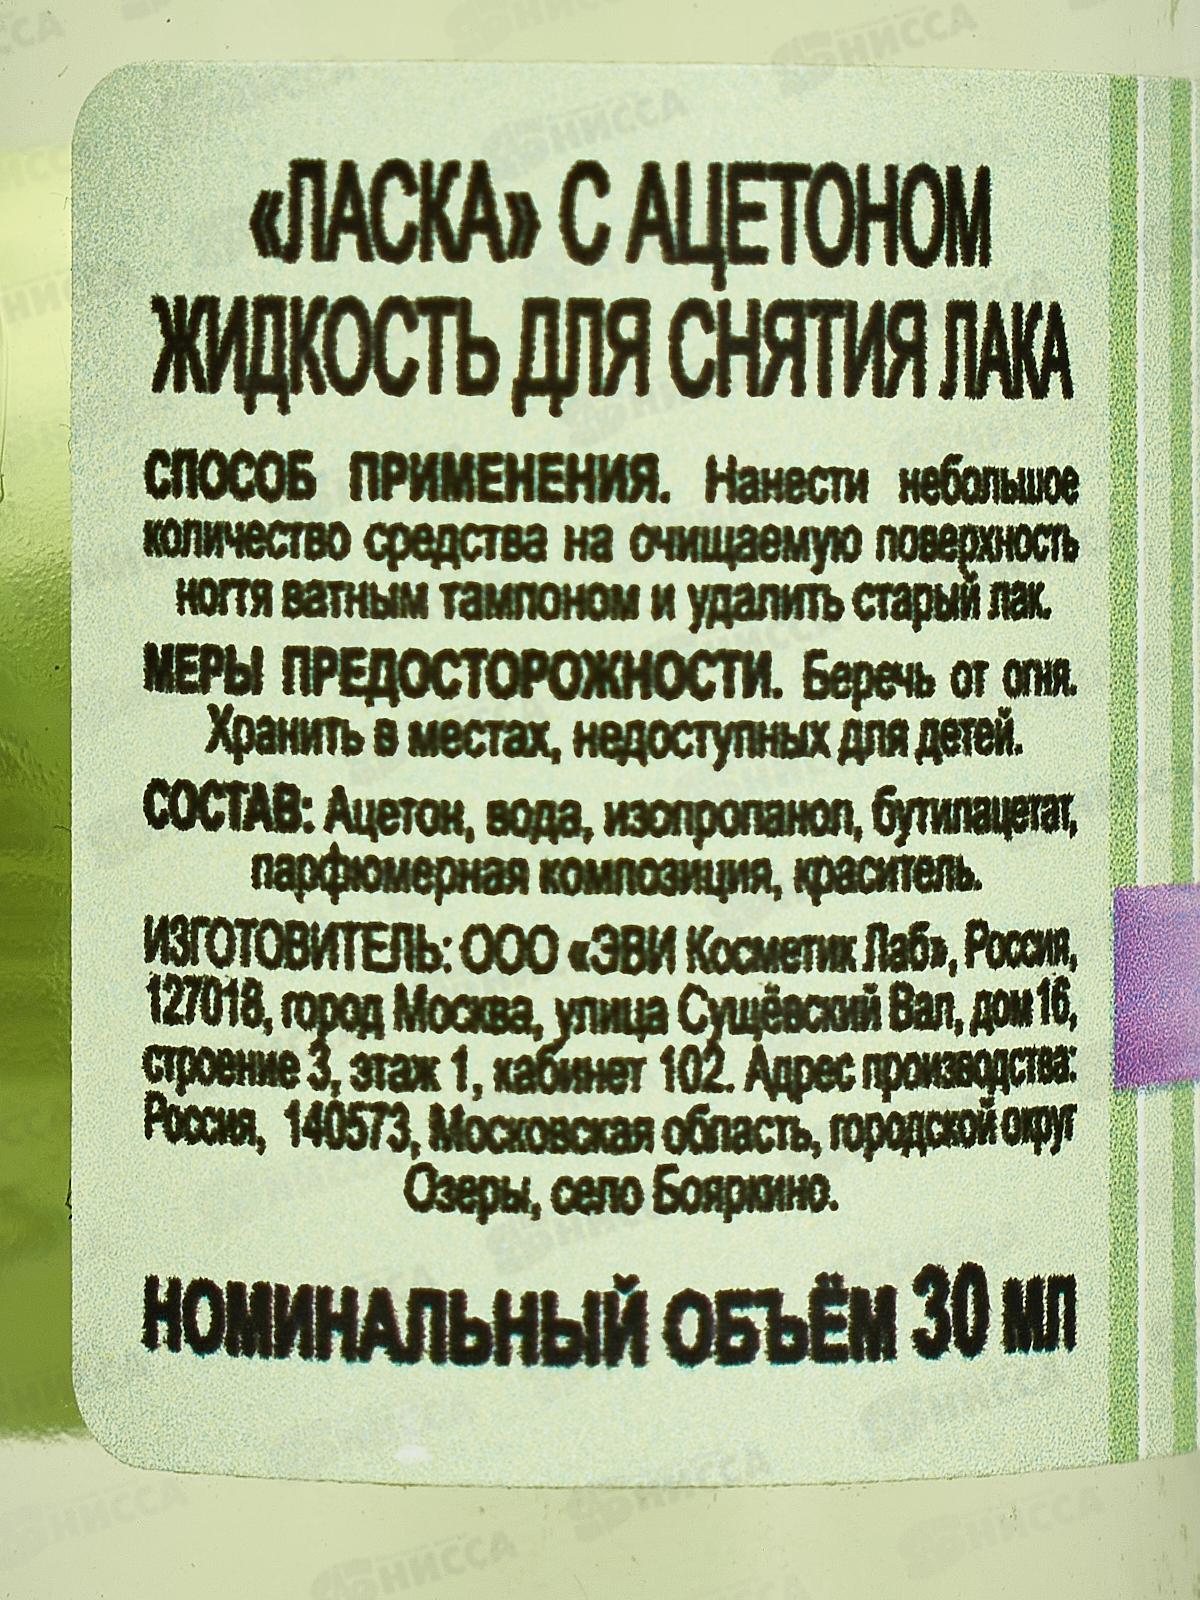 «ЛАСКА» С АЦЕТОНОМ
ЖИДКОСТЬ ДЛЯ СНЯТИЯ ЛАКА
СПОСОБ ПРИМЕНЕНИЯ. Нанести небольшое
количество средства на очищаемую поверхность
ногтя ватным тампоном и удалить старый лак.
МЕРЫ ПРЕДОСТОРОЖНОСТИ. Беречь от огня.
Хранить в местах, недоступных для детей.
СОСТАВ: Ацетон, вода, изопропанол, бутилацетат,
парфюмерная композиция, краситель.
ИЗГОТОВИТЕЛЬ: ООО «ЭВИ Косметик Лаб», Россия,
127018, город Москва, улица Сущёвский Вал, дом 16,
строение 3, этаж 1, кабинет 102. Адрес производства:
Россия, 140573, Московская область, городской округ
Озеры, село Бояркино.
НОМИНАЛЬНЫЙ ОБЪЁМ 30 МЛ